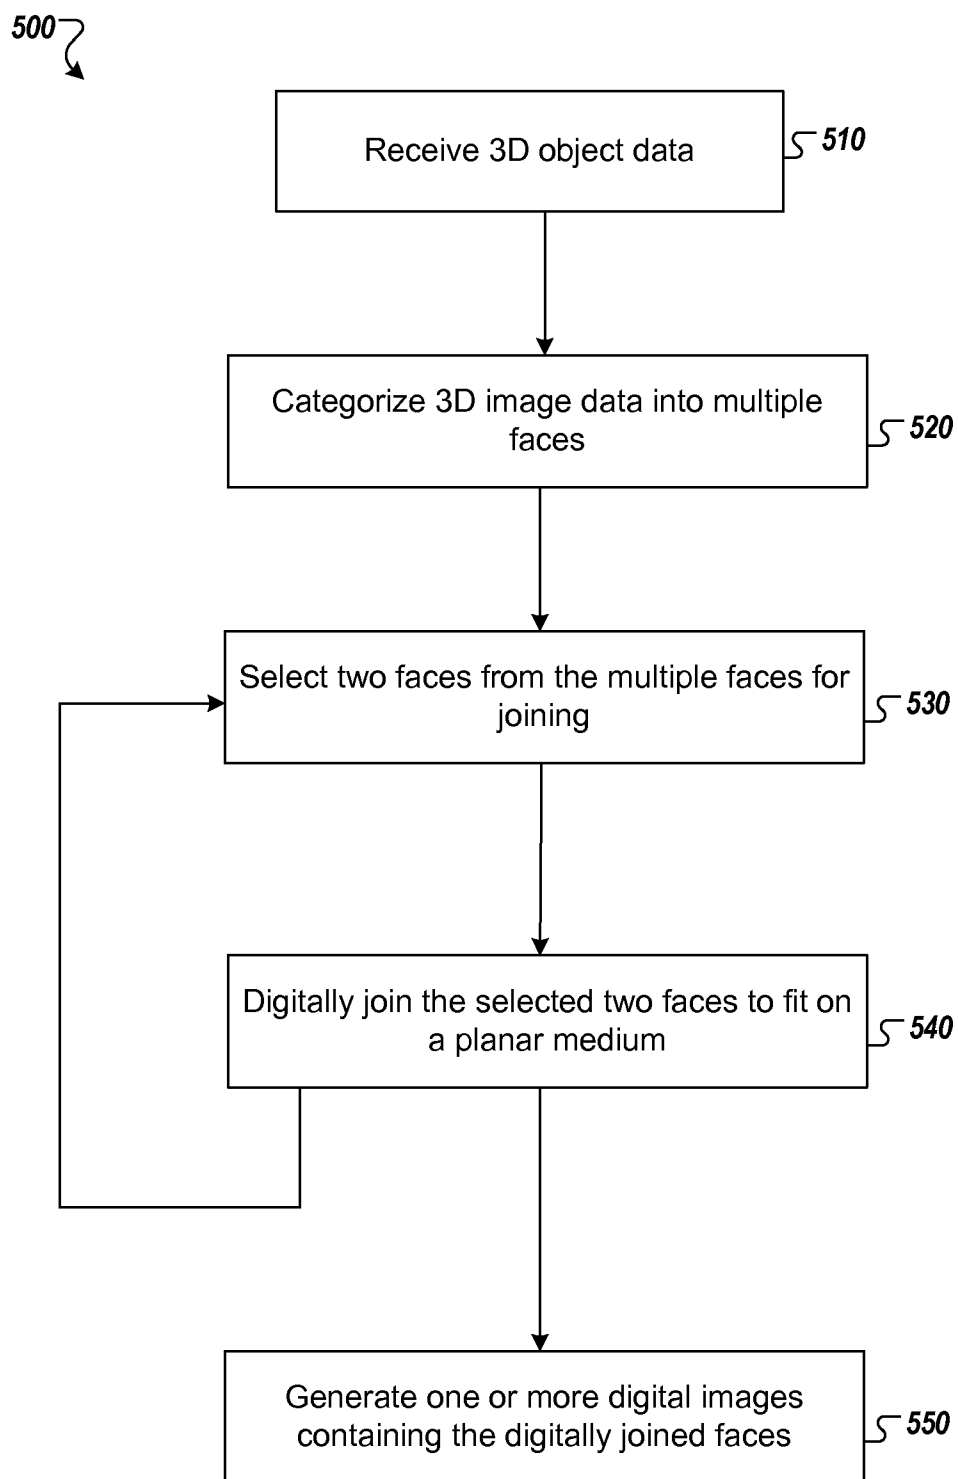 500
Receive 3D object data
510
Categorize 3D image data into multiple
faces
520
Select two faces from the multiple faces for
joining
530
Digitally join the selected two faces to fit on
a planar medium
540
Generate one or more digital images
containing the digitally joined faces
550